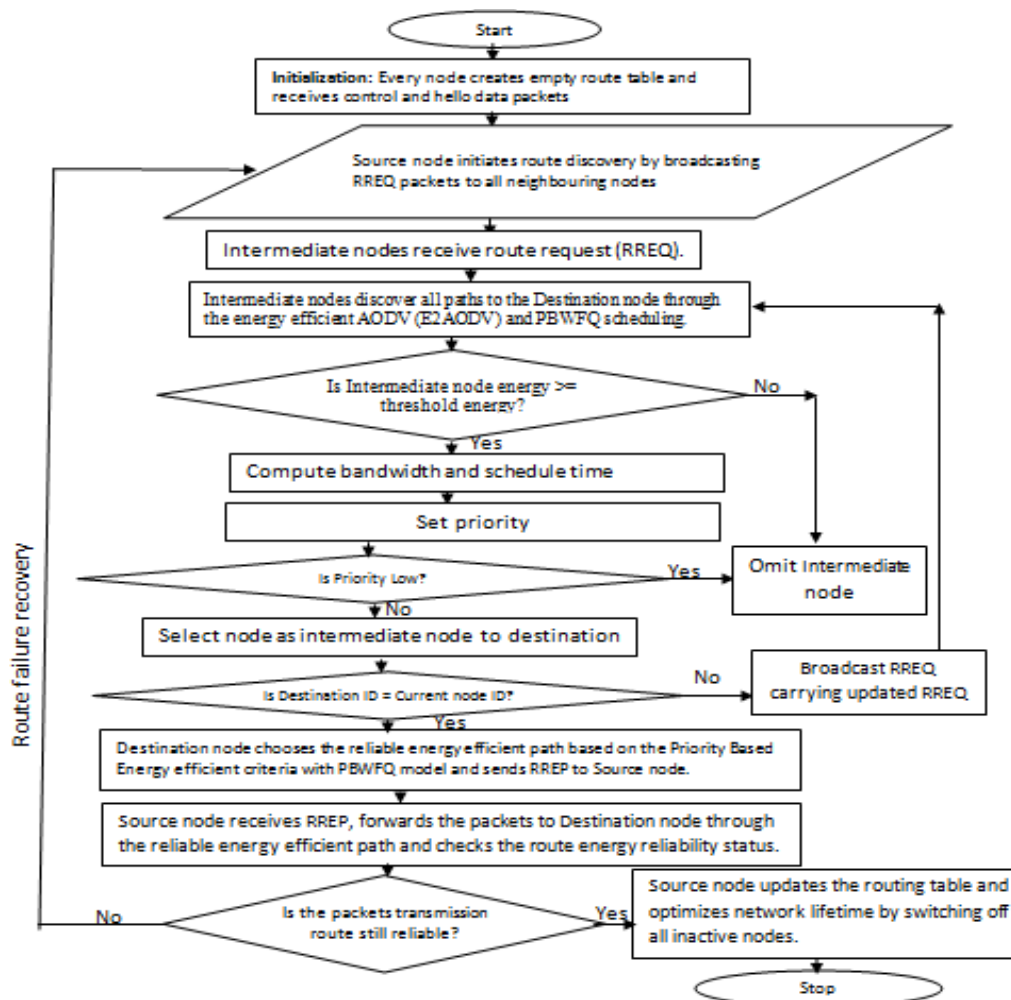 Start
Initialization: Every node creates empty route table and
receives control and hello data packets
Source node initiates route discovery by broadcasting
RREQ packets to all neighbouring nodes
Intermediate nodes receive route request (RREQ).
Intermediate nodes discover all paths to the Destination node through
the energy efficient AODV (E2AODV) and PBWFQ scheduling.
Is Intermediate node energy >=
threshold energy?
No
Yes
Compute bandwidth and schedule time
Set priority
Is Priority Low?
Yes
Omit Intermediate
node
No
Select node as intermediate node to destination
Is Destination ID = Current node ID?
No
Broadcast RREQ
carrying updated RREQ
Yes
Destination node chooses the reliable energy efficient path based on the Priority Based
Energy efficient criteria with PBWFQ model and sends RREP to Source node.
Source node receives RREP, forwards the packets to Destination node through
the reliable energy efficient path and checks the route energy reliability status.
Is the packets transmission
route still reliable?
No
Yes
Source node updates the routing table and
optimizes network lifetime by switching off
all inactive nodes.
Stop
Route failure recovery